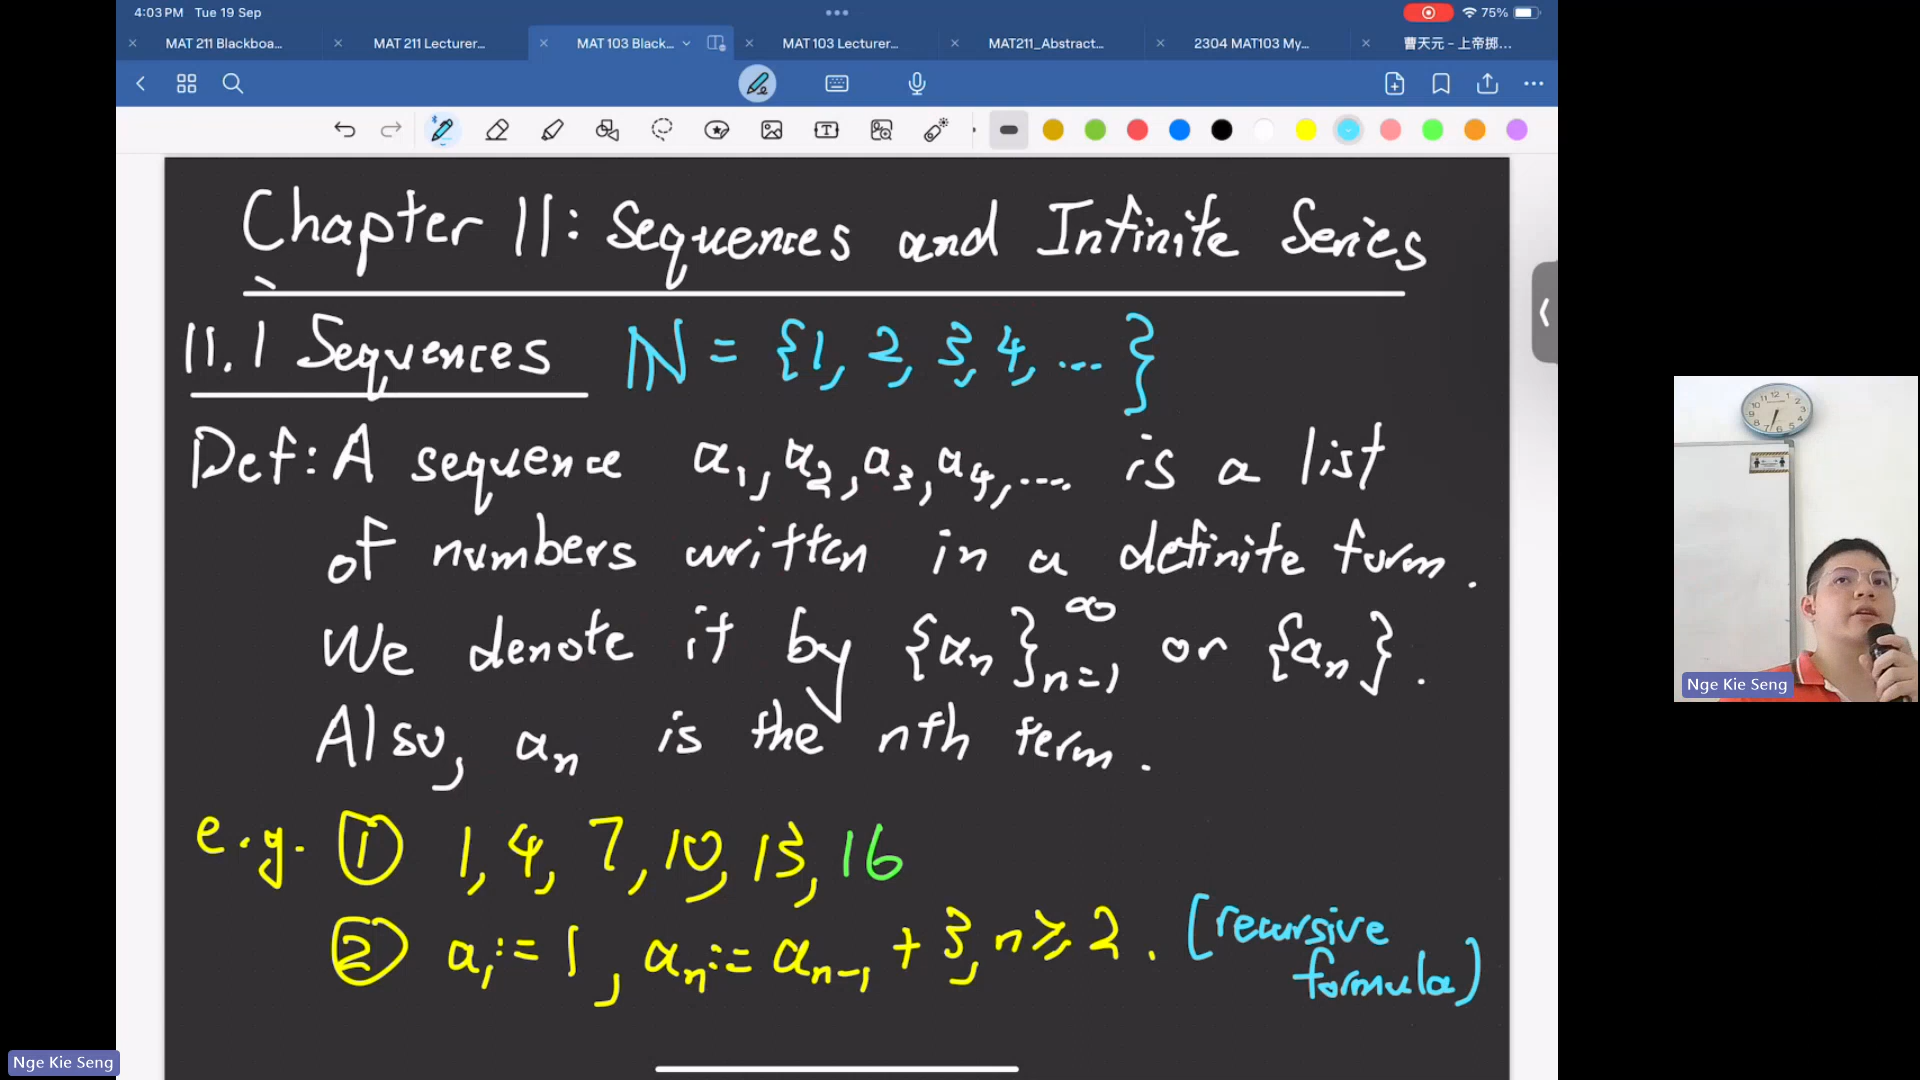 4:03 PM Tue 19 Sep
75%
MAT 211 Blackboa...
MAT 211 Lecturer...
MAT 103 Black...
MAT 103 Lecturer...
MAT211_Abstract...
2304 MAT103 My...
曹天元 - 上帝掷...
Chapter 11: Sequences and Infinite Series
11.1 Sequences ℕ = {1, 2, 3, 4, ... }
Def: A sequence a₁, a₂, a₃, a₄, .... is a list
of numbers written in a definite form.
We denote it by {aₙ}ₙ₌₁^∞ or {aₙ}.
Also, aₙ is the nth term.
e.g. ① 1, 4, 7, 10, 13, 16
② a₁ := 1, aₙ := aₙ₋₁ + 3, n ≥ 2. (recursive
formula)
Nge Kie Seng
Nge Kie Seng